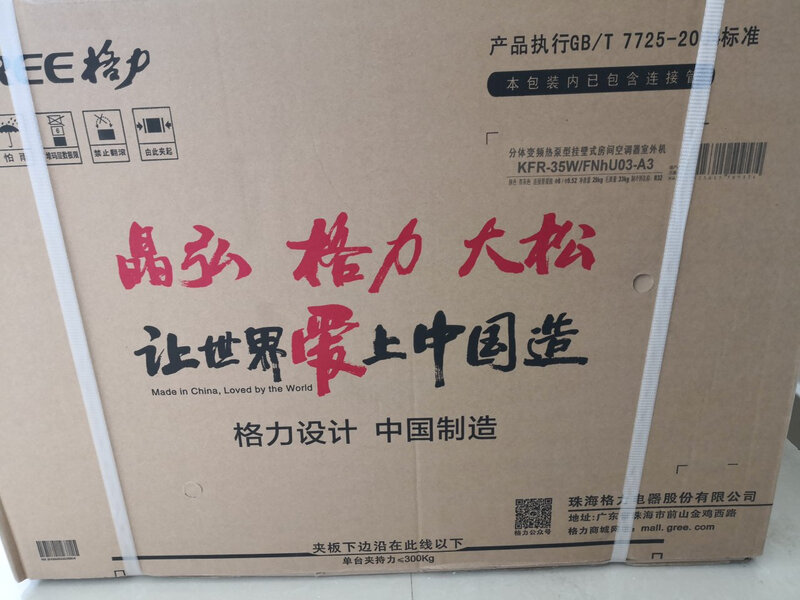 GREE 格力
产品执行GB/T 7725-20 标准
本包装内已包含连接管
怕雨
禁止翻滚
由此夹起
分体变频热泵型挂壁式房间空调器室外机
KFR-35W/FNhU03-A3
晶弘 格力 大松
让世界爱上中国造
Made in China, Loved by the World
格力设计 中国制造
珠海格力电器股份有限公司
地址:广东 珠海市前山金鸡西路
格力商城网 mall.gree.com
格力公众号
夹板下边沿在此线以下
单台夹持力≤300Kg